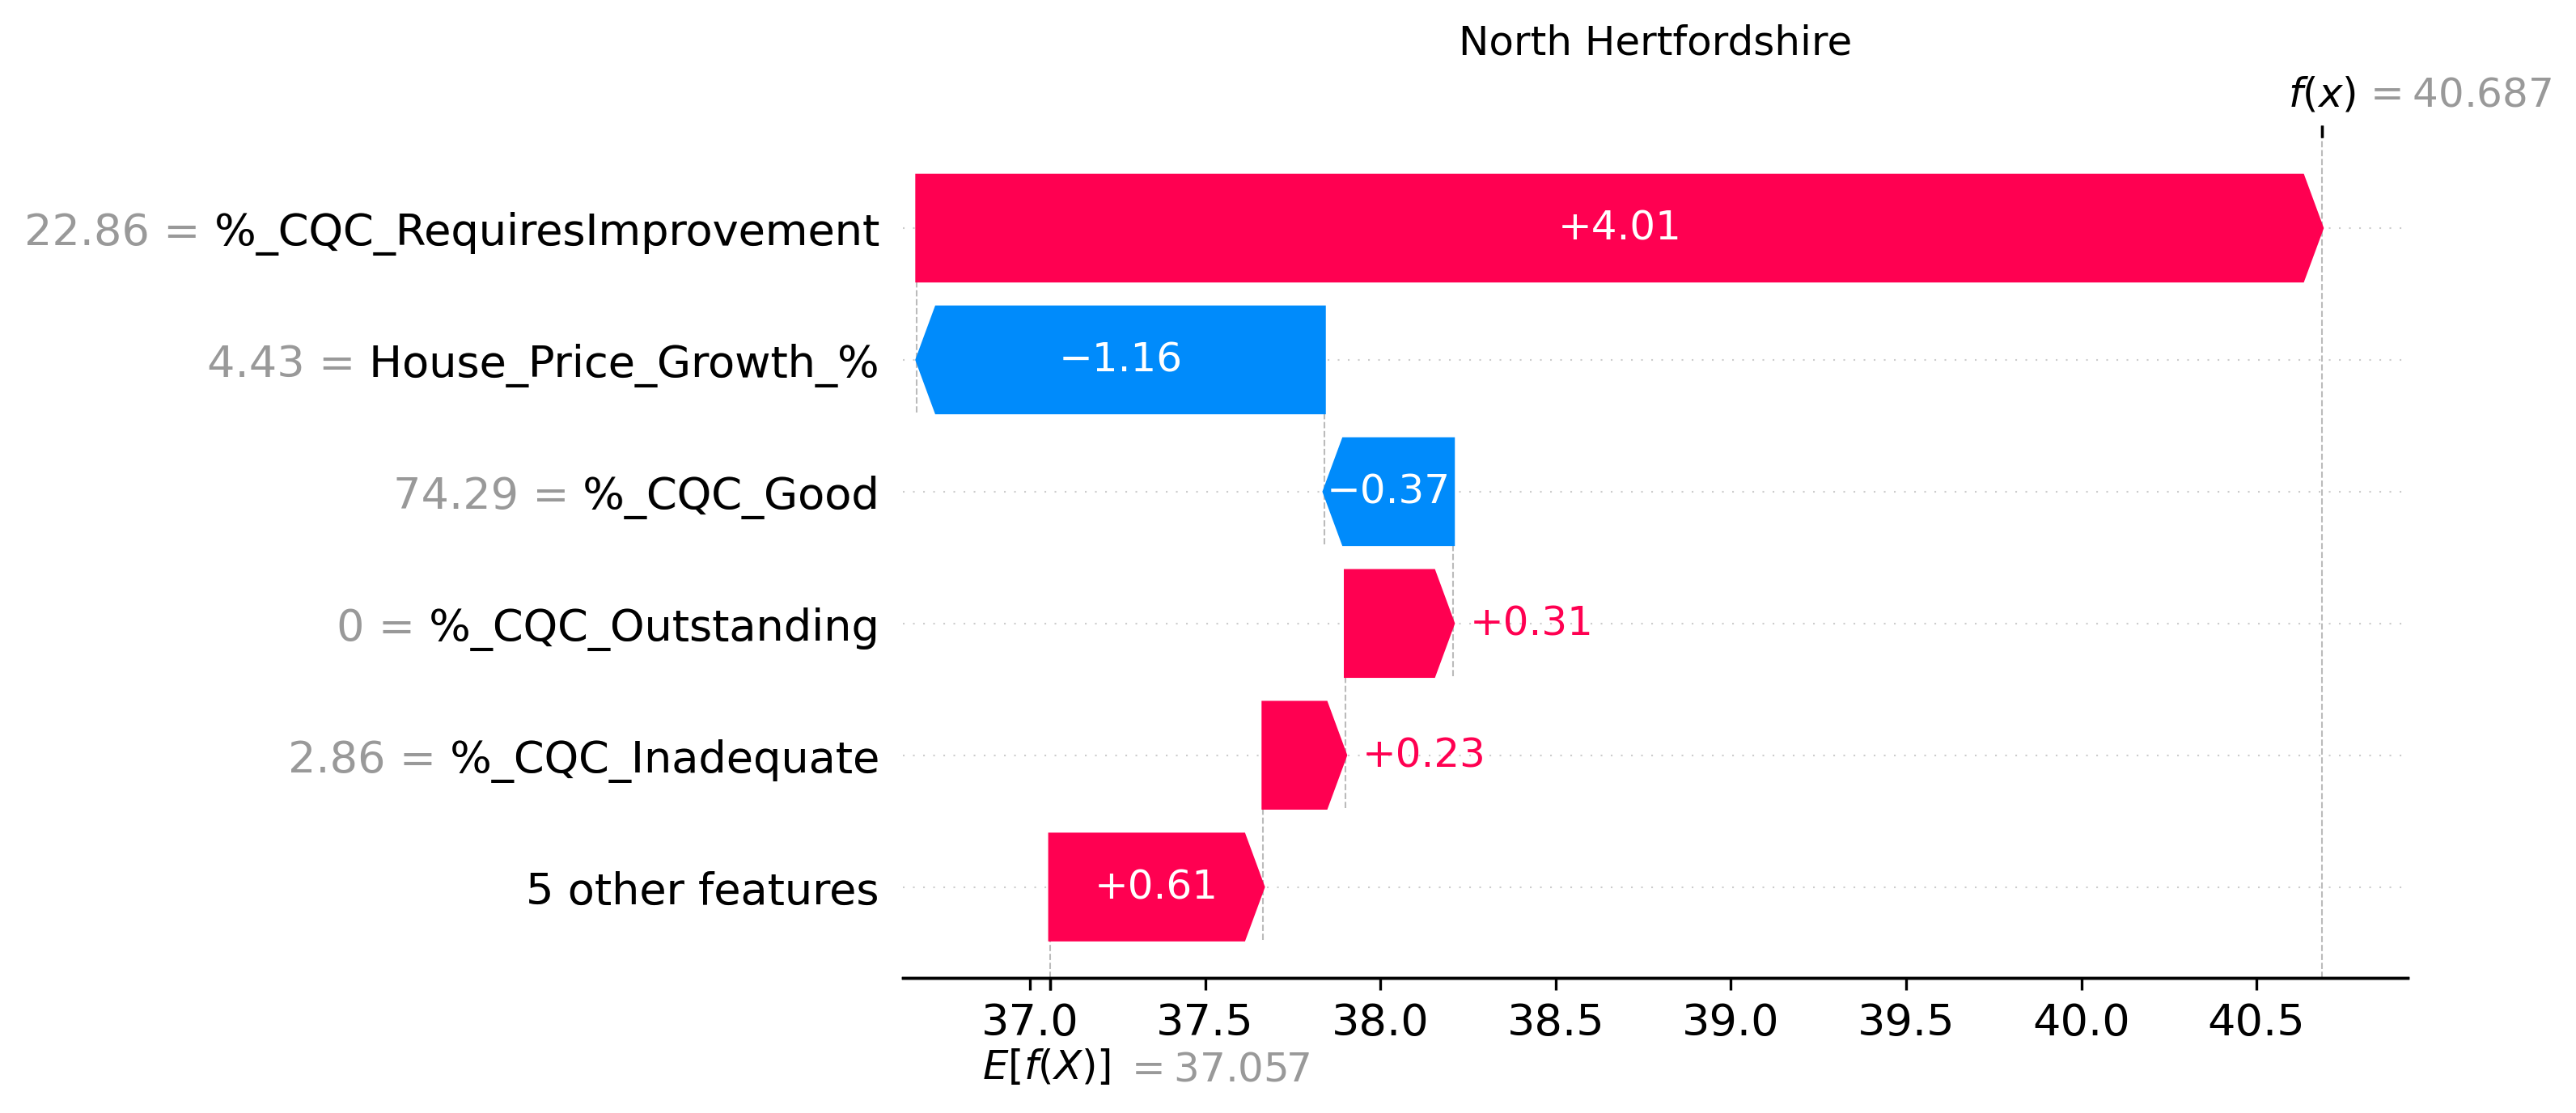 North Hertfordshire
f(x) = 40.687
22.86 = %_CQC_RequiresImprovement
+4.01
4.43 = House_Price_Growth_%
−1.16
74.29 = %_CQC_Good
−0.37
0 = %_CQC_Outstanding
+0.31
2.86 = %_CQC_Inadequate
+0.23
5 other features
+0.61
37.0 37.5 38.0 38.5 39.0 39.5 40.0 40.5
E[f(X)] = 37.057